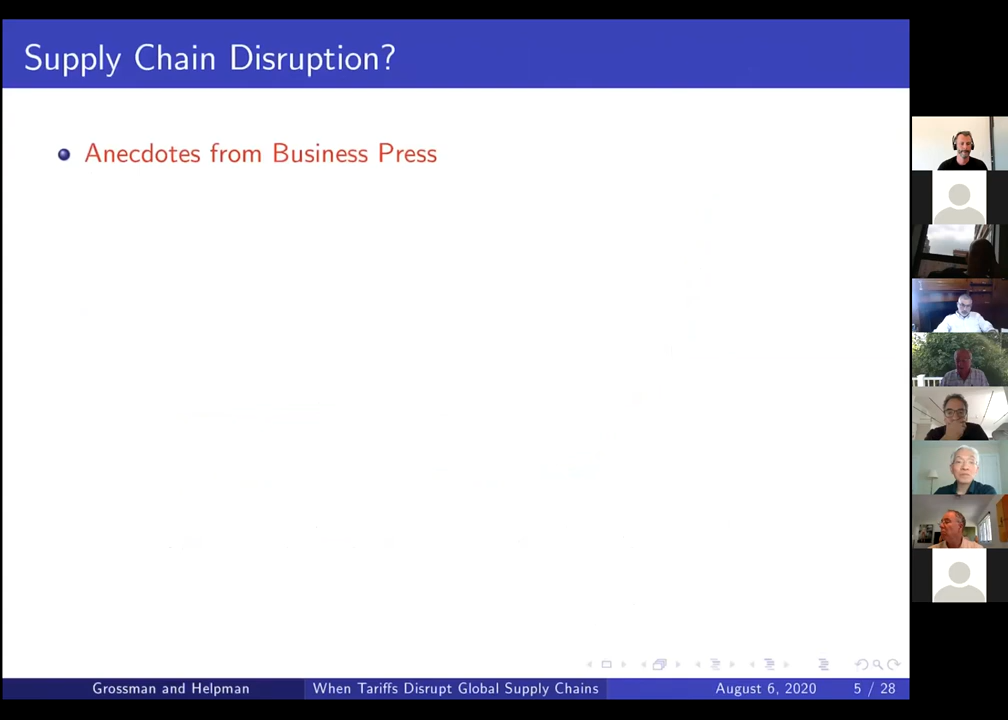 Supply Chain Disruption?
Anecdotes from Business Press
Grossman and Helpman When Tariffs Disrupt Global Supply Chains August 6, 2020 5 / 28